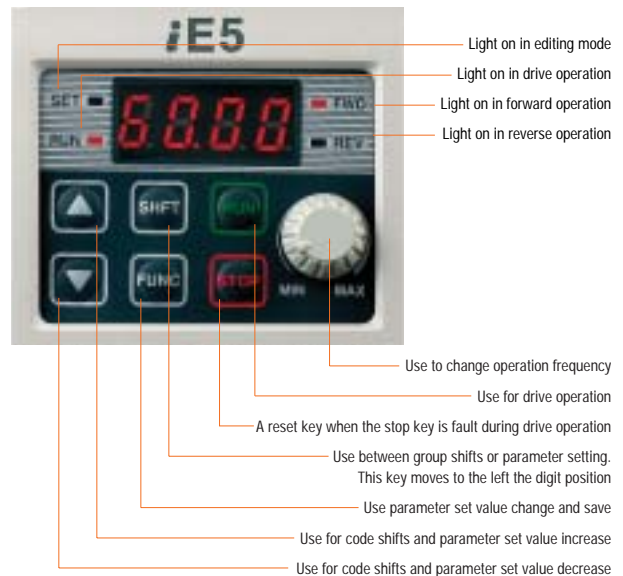 iE5
Light on in editing mode
Light on in drive operation
SET
60.00
FWD
Light on in forward operation
RUN
REV
Light on in reverse operation
SHFT
RUN
FUNC
STOP
MIN
MAX
Use to change operation frequency
Use for drive operation
A reset key when the stop key is fault during drive operation
Use between group shifts or parameter setting.
This key moves to the left the digit position
Use parameter set value change and save
Use for code shifts and parameter set value increase
Use for code shifts and parameter set value decrease